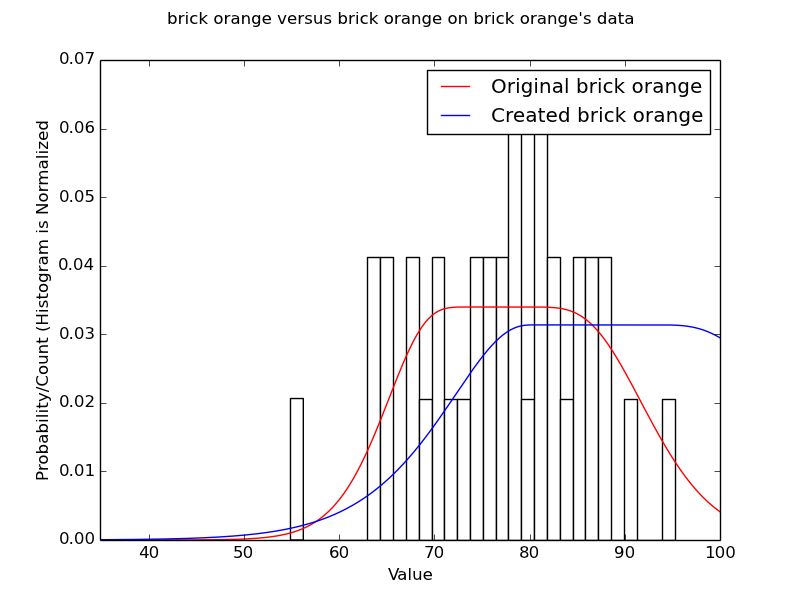 brick orange versus brick orange on brick orange's data
0.07
0.06
0.05
0.04
0.03
0.02
0.01
0.00
Probability/Count (Histogram is Normalized
Original brick orange
Created brick orange
40 50 60 70 80 90 100
Value